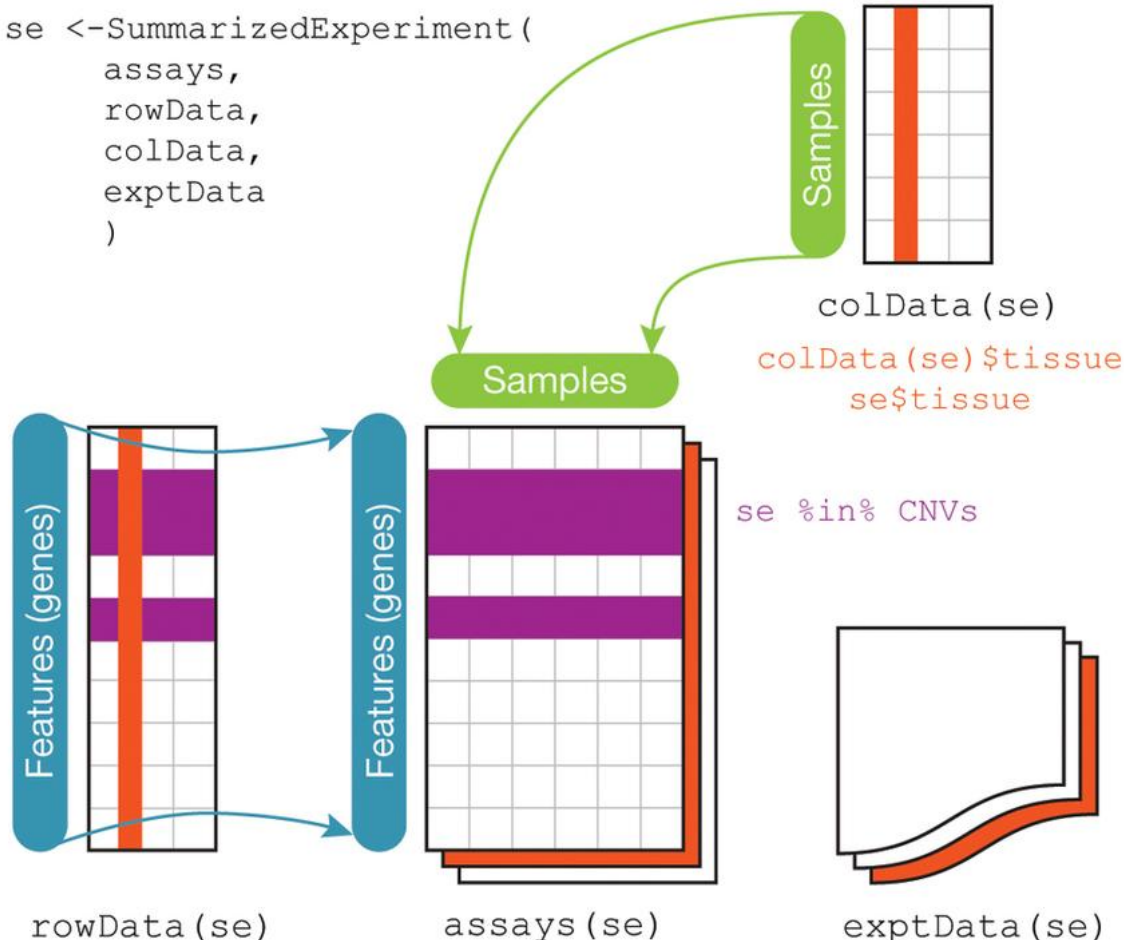 se <-SummarizedExperiment(
assays,
rowData,
colData,
exptData
)
Samples
colData(se)
colData(se)$tissue
se$tissue
Samples
Features (genes)
Features (genes)
se %in% CNVs
rowData(se)
assays(se)
exptData(se)